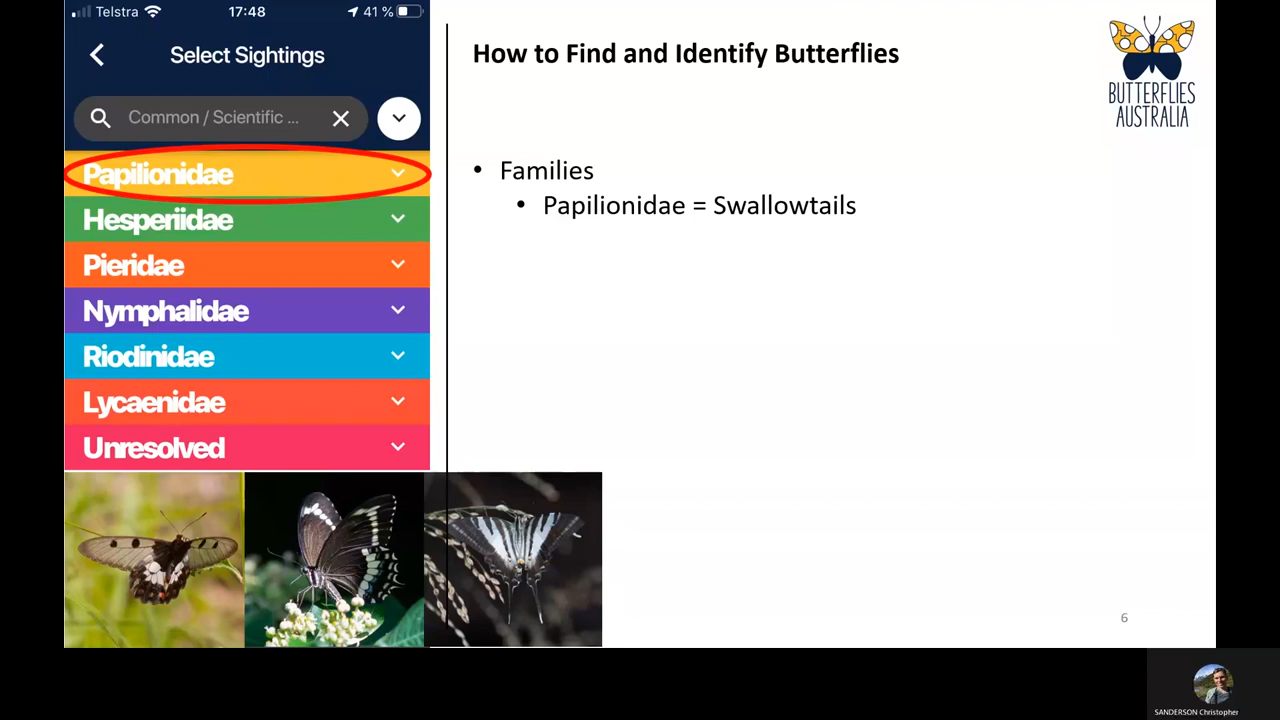 Telstra 17:48 41 %
Select Sightings
Common / Scientific ...
Papilionidae
Hesperiidae
Pieridae
Nymphalidae
Riodinidae
Lycaenidae
Unresolved
How to Find and Identify Butterflies
BUTTERFLIES
AUSTRALIA
• Families
• Papilionidae = Swallowtails
6
SANDERSON Christopher